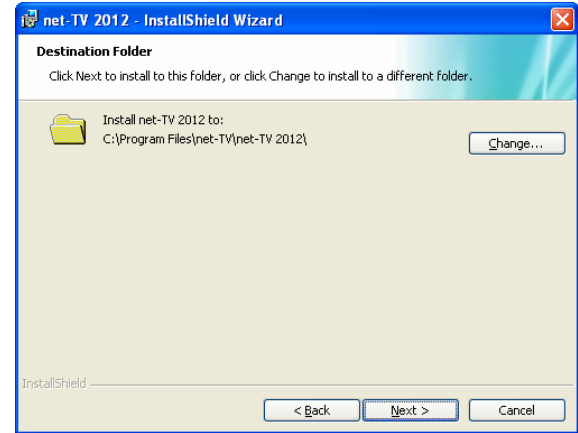 net-TV 2012 - InstallShield Wizard
Destination Folder
Click Next to install to this folder, or click Change to install to a different folder.
Install net-TV 2012 to:
C:\Program Files\net-TV\net-TV 2012\
Change...
InstallShield
< Back
Next >
Cancel